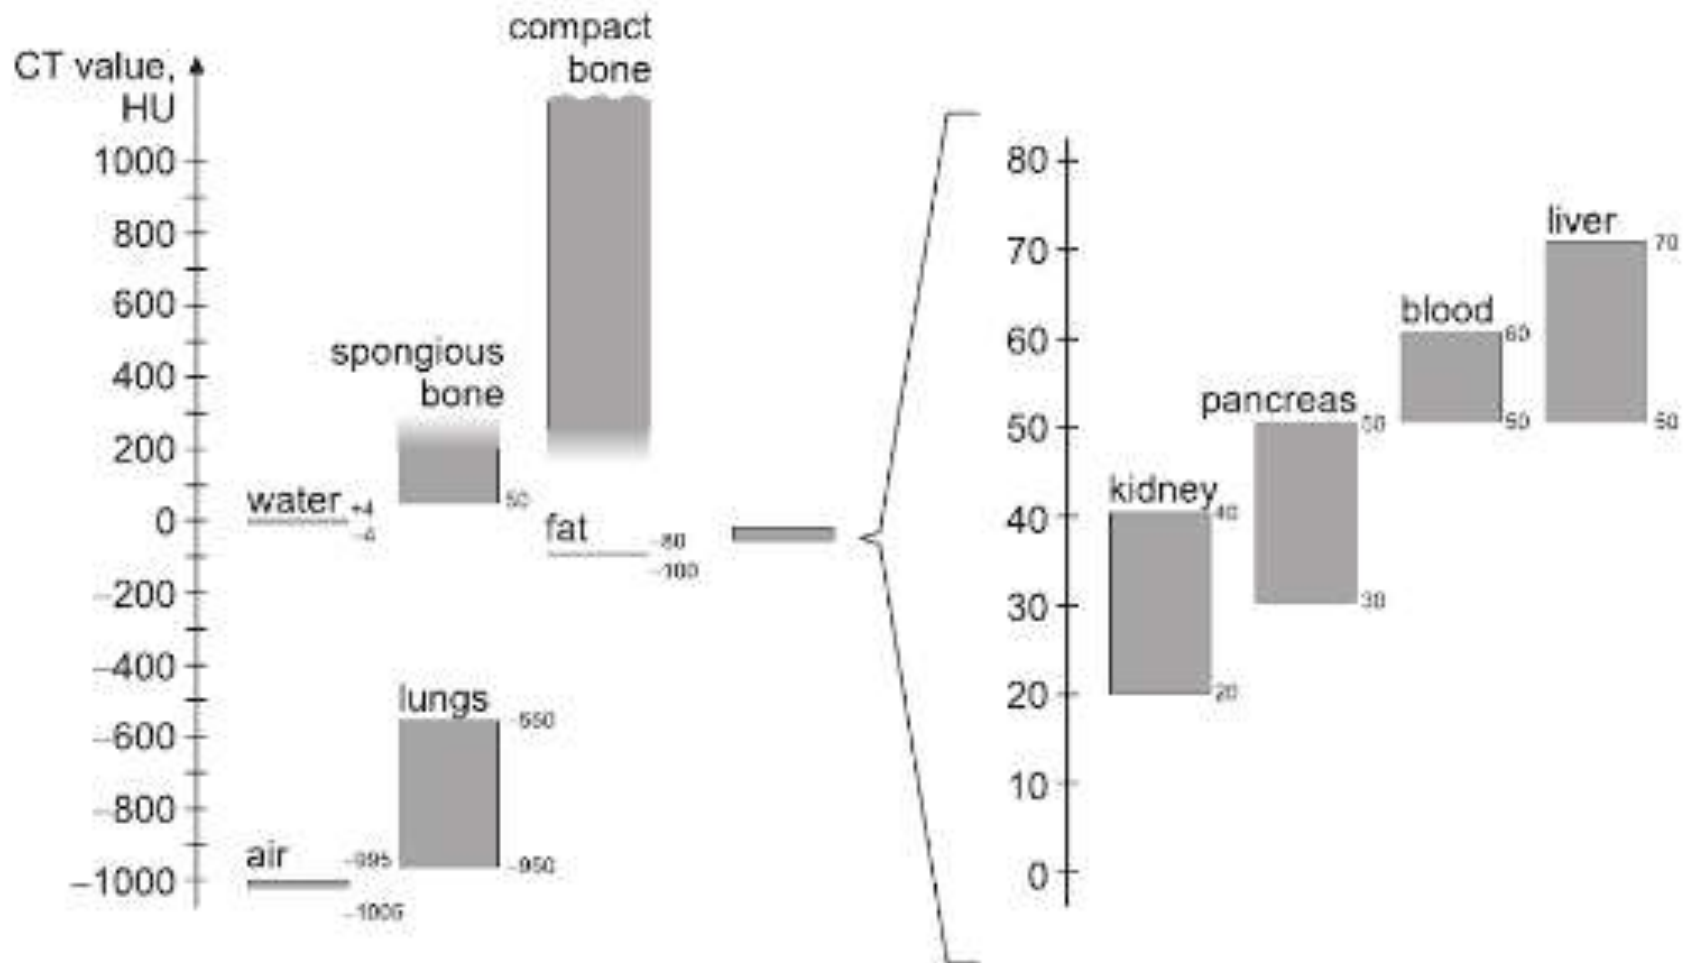 compact
bone
CT value,
HU
1000
800
600
400
200
0
–200
–400
–600
–800
–1000
spongious
bone
50
water
+4
–4
fat
–80
–100
lungs
–550
–950
air
–995
–1005
80
70
60
50
40
30
20
10
0
liver
70
50
blood
60
50
pancreas
50
30
kidney
40
20